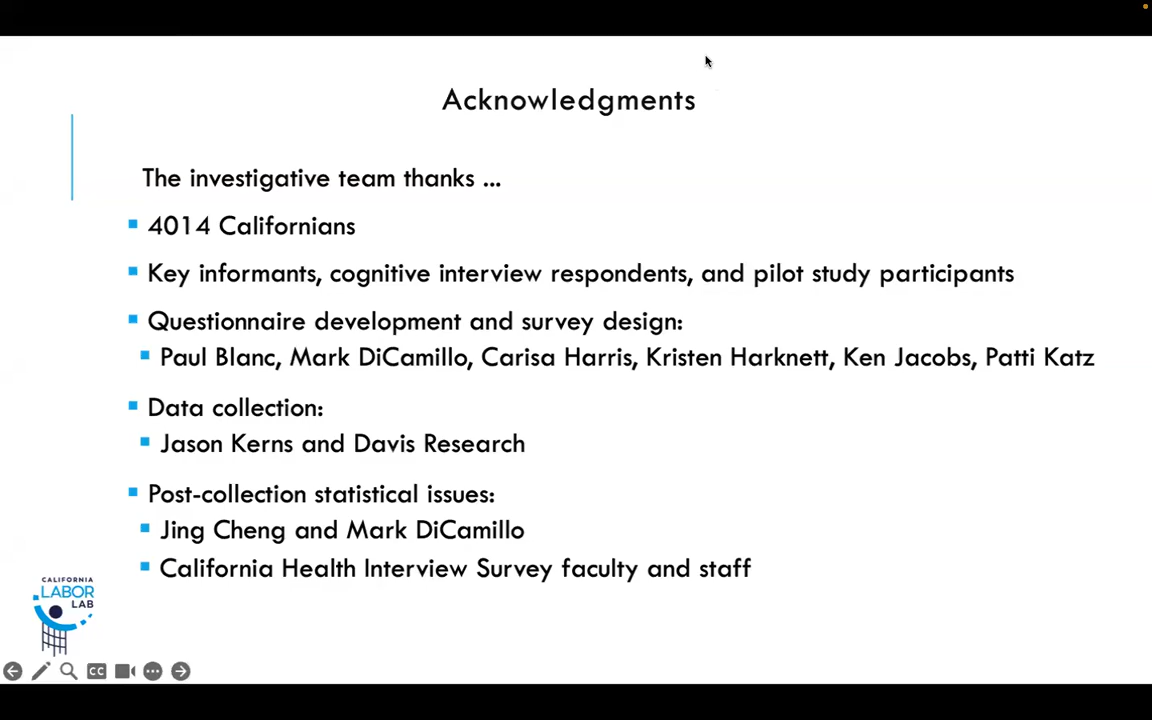 Acknowledgments
The investigative team thanks ...
4014 Californians
Key informants, cognitive interview respondents, and pilot study participants
Questionnaire development and survey design:
Paul Blanc, Mark DiCamillo, Carisa Harris, Kristen Harknett, Ken Jacobs, Patti Katz
Data collection:
Jason Kerns and Davis Research
Post-collection statistical issues:
Jing Cheng and Mark DiCamillo
California Health Interview Survey faculty and staff
CALIFORNIA
LABOR
LAB
CC